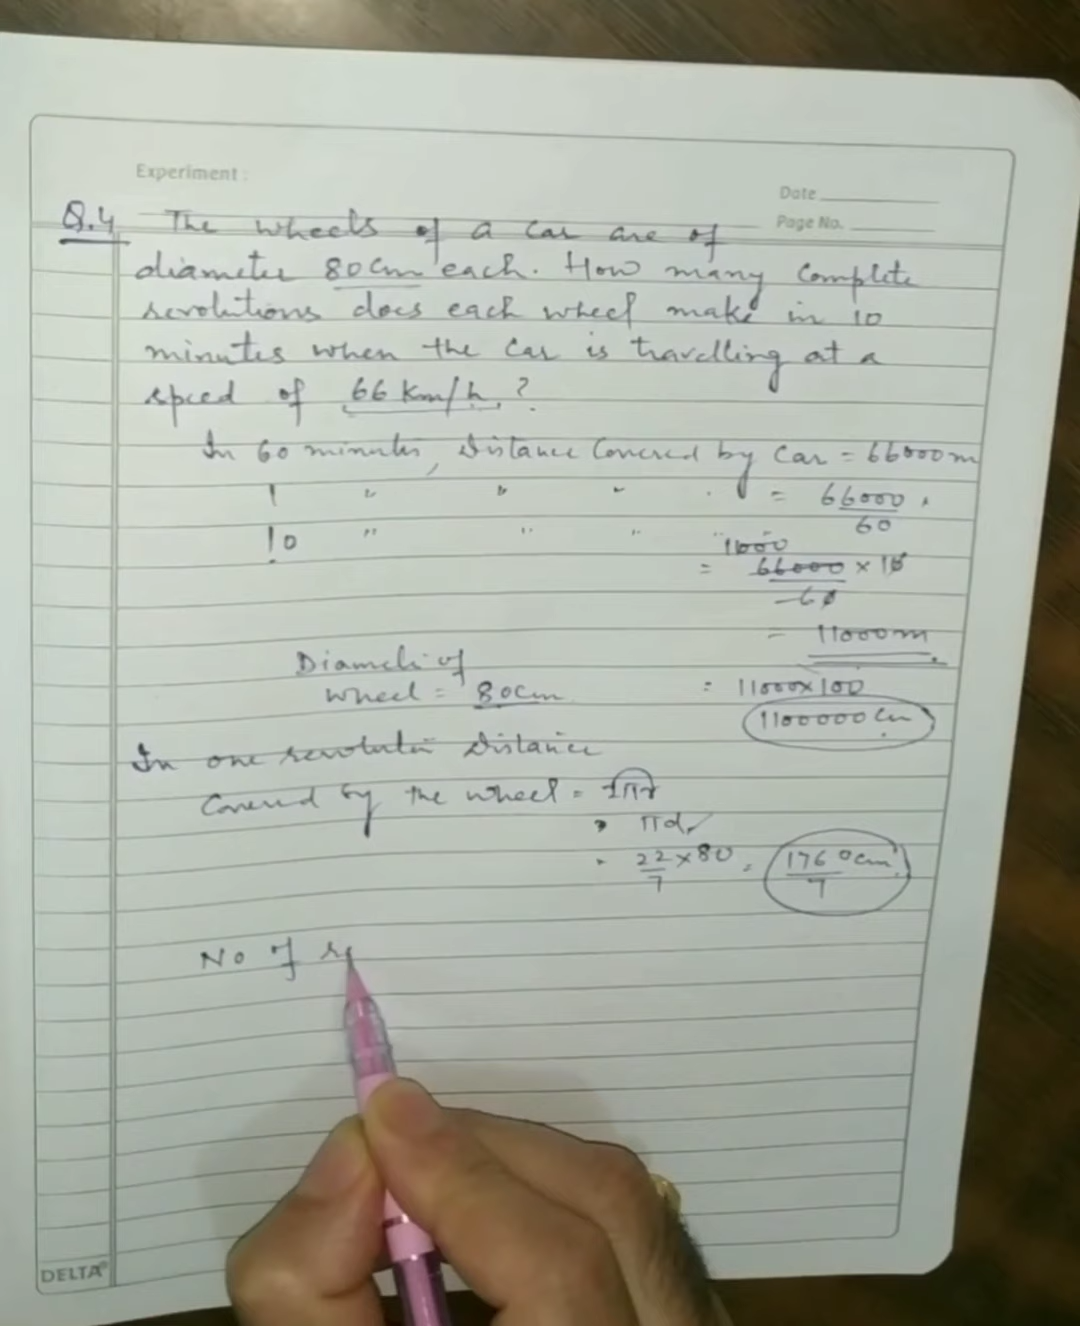 Experiment :
Date
Page No.
Q.4 The wheels of a car are of
diameter 80cm each. How many complete
revolutions does each wheel make in 10
minutes when the car is travelling at a
speed of 66 km/h. ?
In 60 minutes, distance covered by car = 66000m
1 " " " = 66000
60
10 " " " "
11000
= 66000 × 10
60
= 11000m
Diameter of
wheel = 80cm
= 11000×100
1100000 cm
In one revolution distance
Covered by the wheel = 2πr
= πd
= 22/7 ×80 = 1760cm/7
No of re
DELTA®